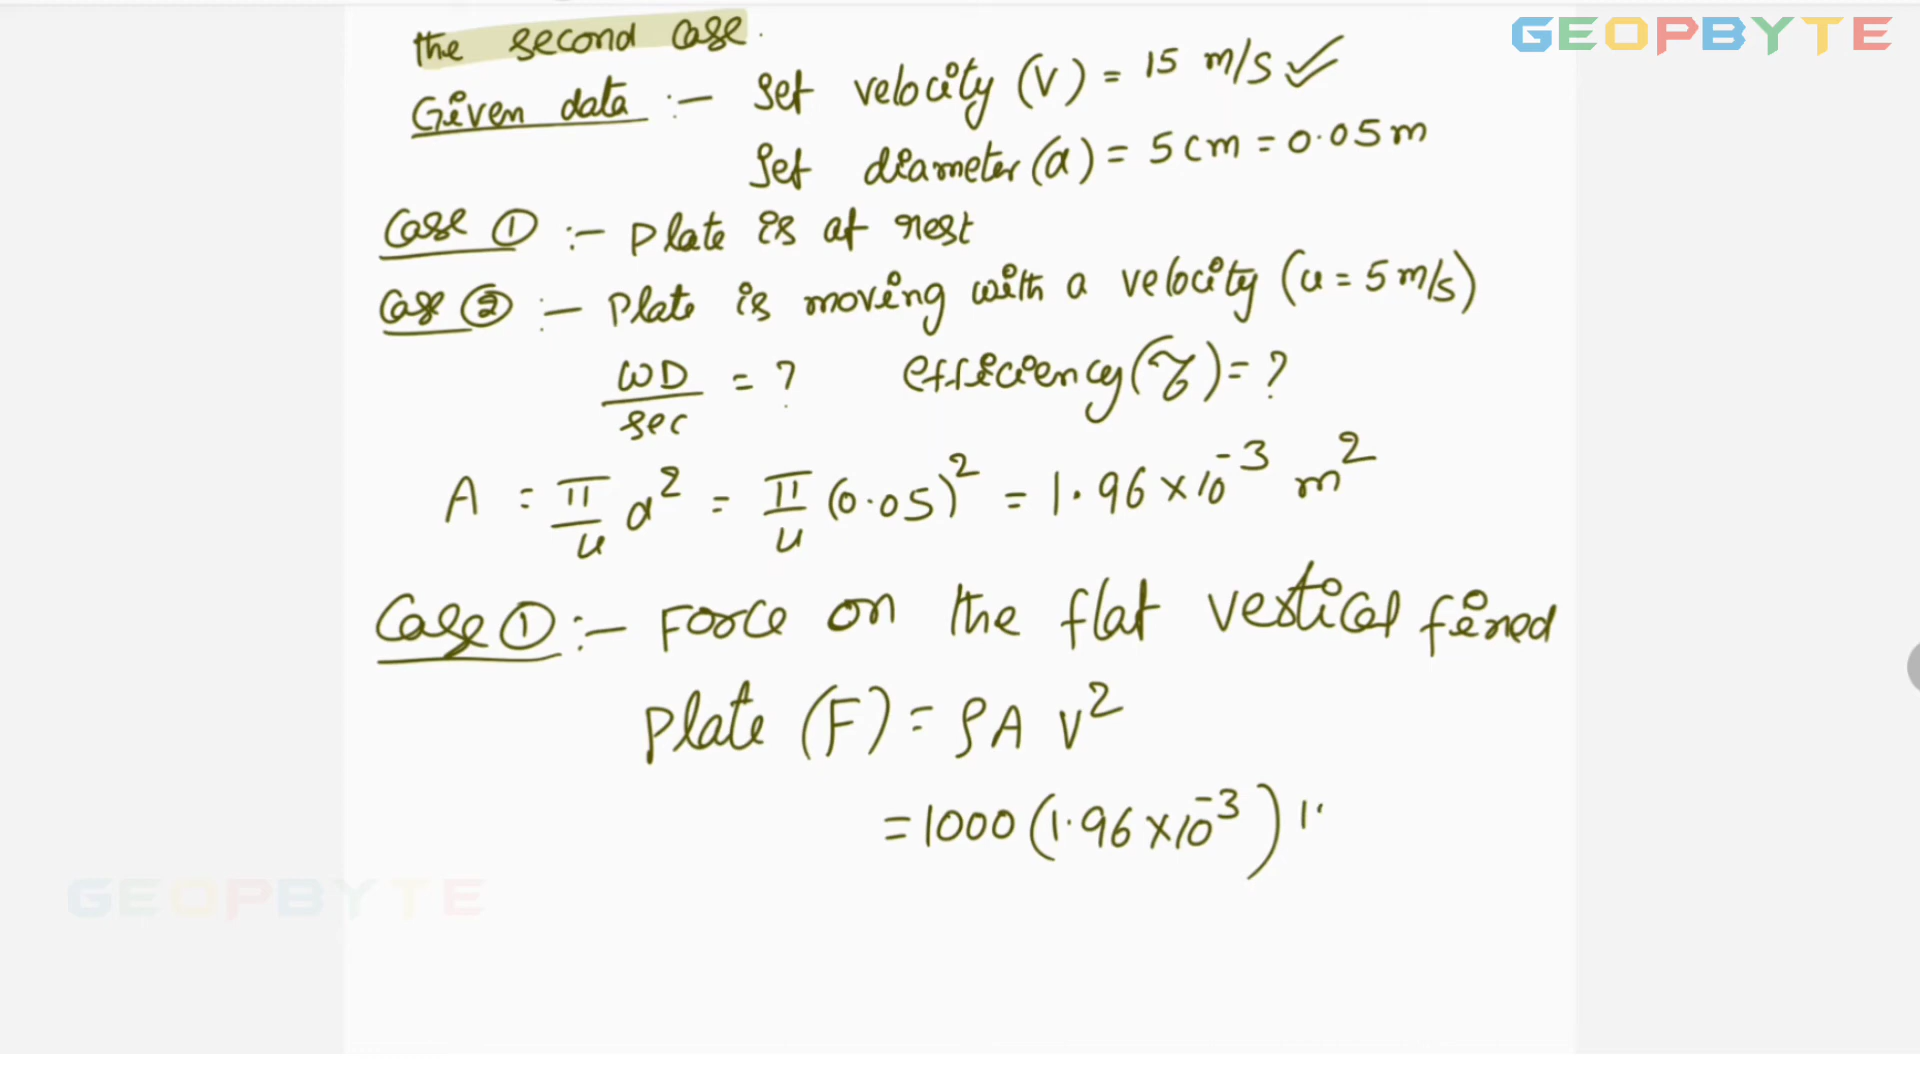 GEOPBYTE
the second case.
Given data :- Jet velocity (V) = 15 m/s ✓
Jet diameter (d) = 5 cm = 0.05 m
Case ① :- Plate is at rest
Case ② :- Plate is moving with a velocity (u = 5 m/s)
WD/sec = ? efficiency (η) = ?
A = π/4 d² = π/4 (0.05)² = 1.96 × 10⁻³ m²
Case ① :- Force on the flat vertical fixed
Plate (F) = ρ A V²
= 1000 (1.96 × 10⁻³) 1
GEOPBYTE